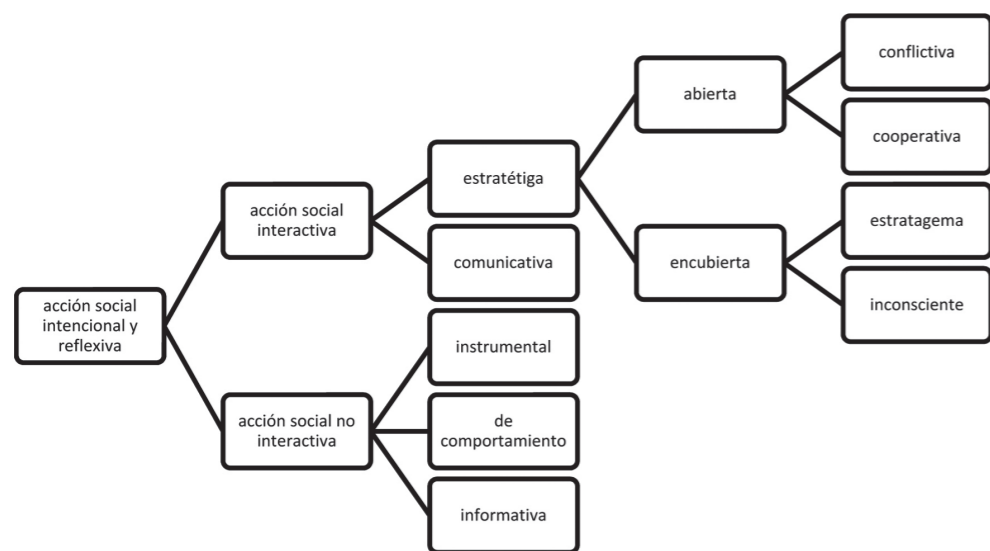 acción social
intencional y
reflexiva
acción social
interactiva
estratétiga
abierta
conflictiva
cooperativa
encubierta
estratagema
inconsciente
comunicativa
acción social no
interactiva
instrumental
de
comportamiento
informativa